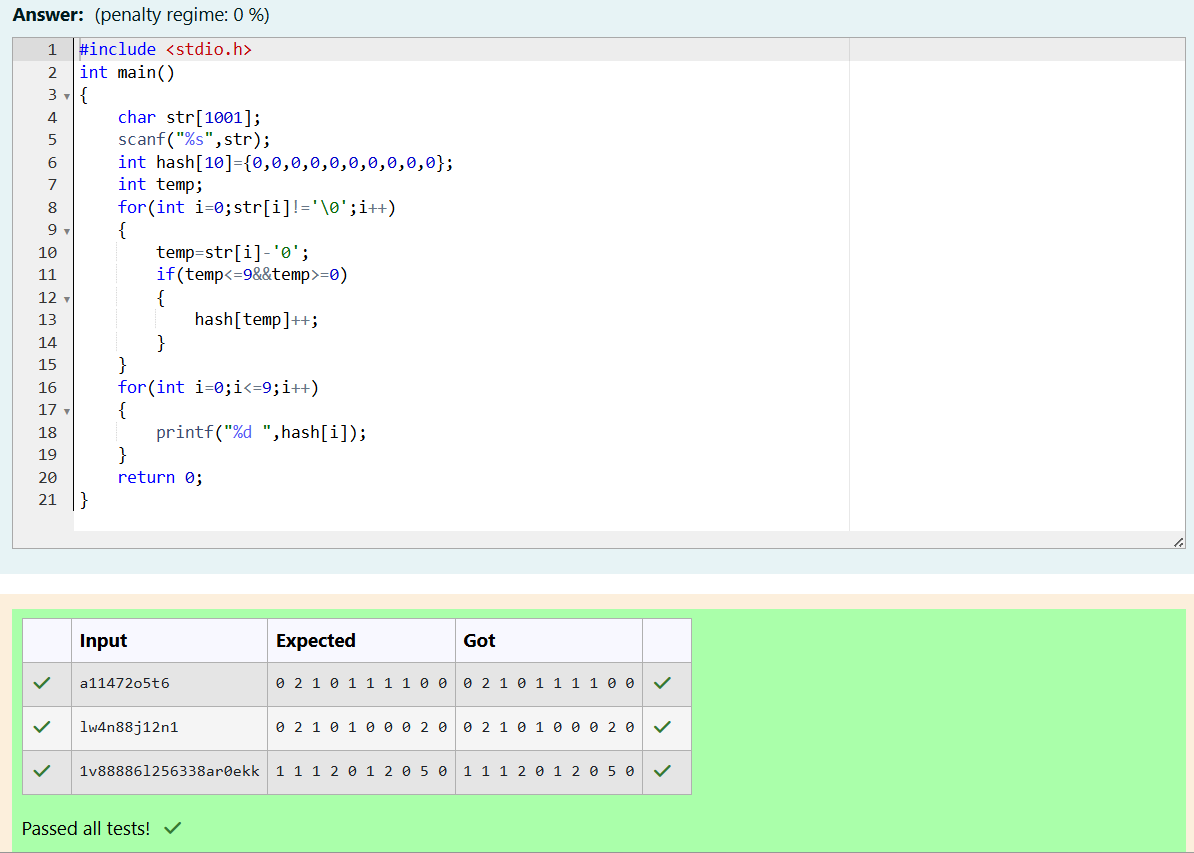 Answer: (penalty regime: 0 %)
1 #include <stdio.h>
2 int main()
3 {
4 char str[1001];
5 scanf("%s",str);
6 int hash[10]={0,0,0,0,0,0,0,0,0,0};
7 int temp;
8 for(int i=0;str[i]!='\0';i++)
9 {
10 temp=str[i]-'0';
11 if(temp<=9&&temp>=0)
12 {
13 hash[temp]++;
14 }
15 }
16 for(int i=0;i<=9;i++)
17 {
18 printf("%d ",hash[i]);
19 }
20 return 0;
21 }
Input Expected Got
a11472o5t6 0 2 1 0 1 1 1 1 0 0 0 2 1 0 1 1 1 1 0 0
lw4n88j12n1 0 2 1 0 1 0 0 0 2 0 0 2 1 0 1 0 0 0 2 0
1v88886l256338ar0ekk 1 1 1 2 0 1 2 0 5 0 1 1 1 2 0 1 2 0 5 0
Passed all tests!